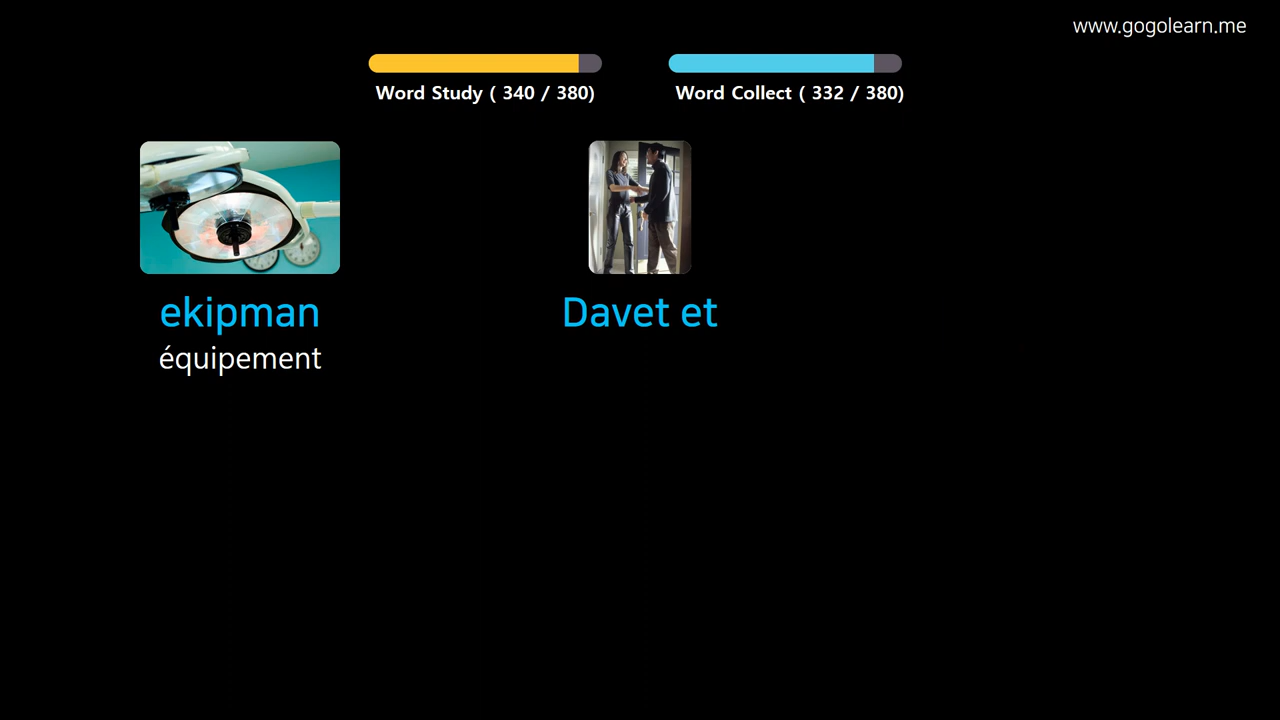 www.gogolearn.me
Word Study ( 340 / 380)
Word Collect ( 332 / 380)
ekipman
équipement
Davet et